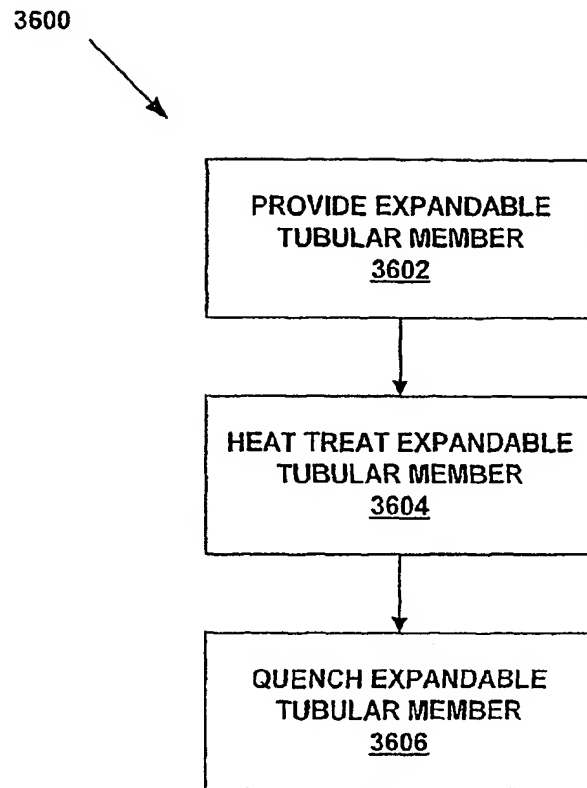 3600
PROVIDE EXPANDABLE
TUBULAR MEMBER
3602
HEAT TREAT EXPANDABLE
TUBULAR MEMBER
3604
QUENCH EXPANDABLE
TUBULAR MEMBER
3606